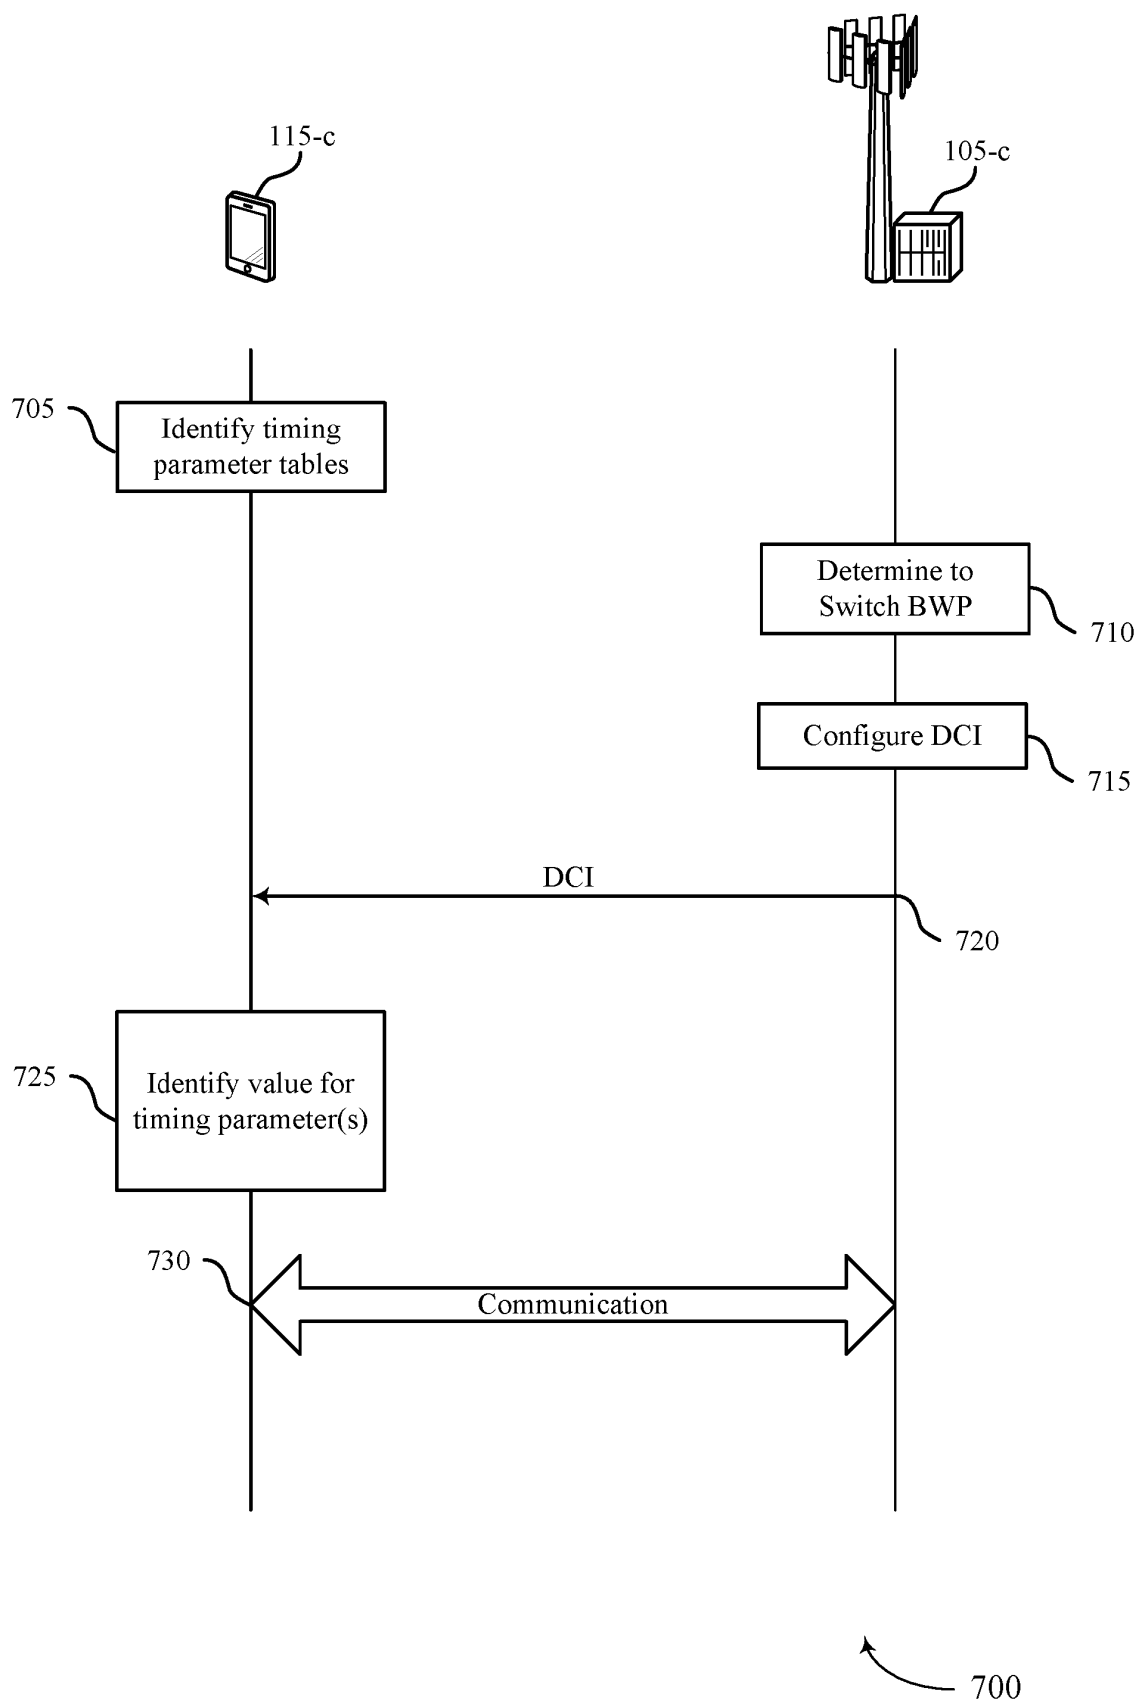 115-c
105-c
705
Identify timing
parameter tables
Determine to
Switch BWP
710
Configure DCI
715
DCI
720
725
Identify value for
timing parameter(s)
730
Communication
700